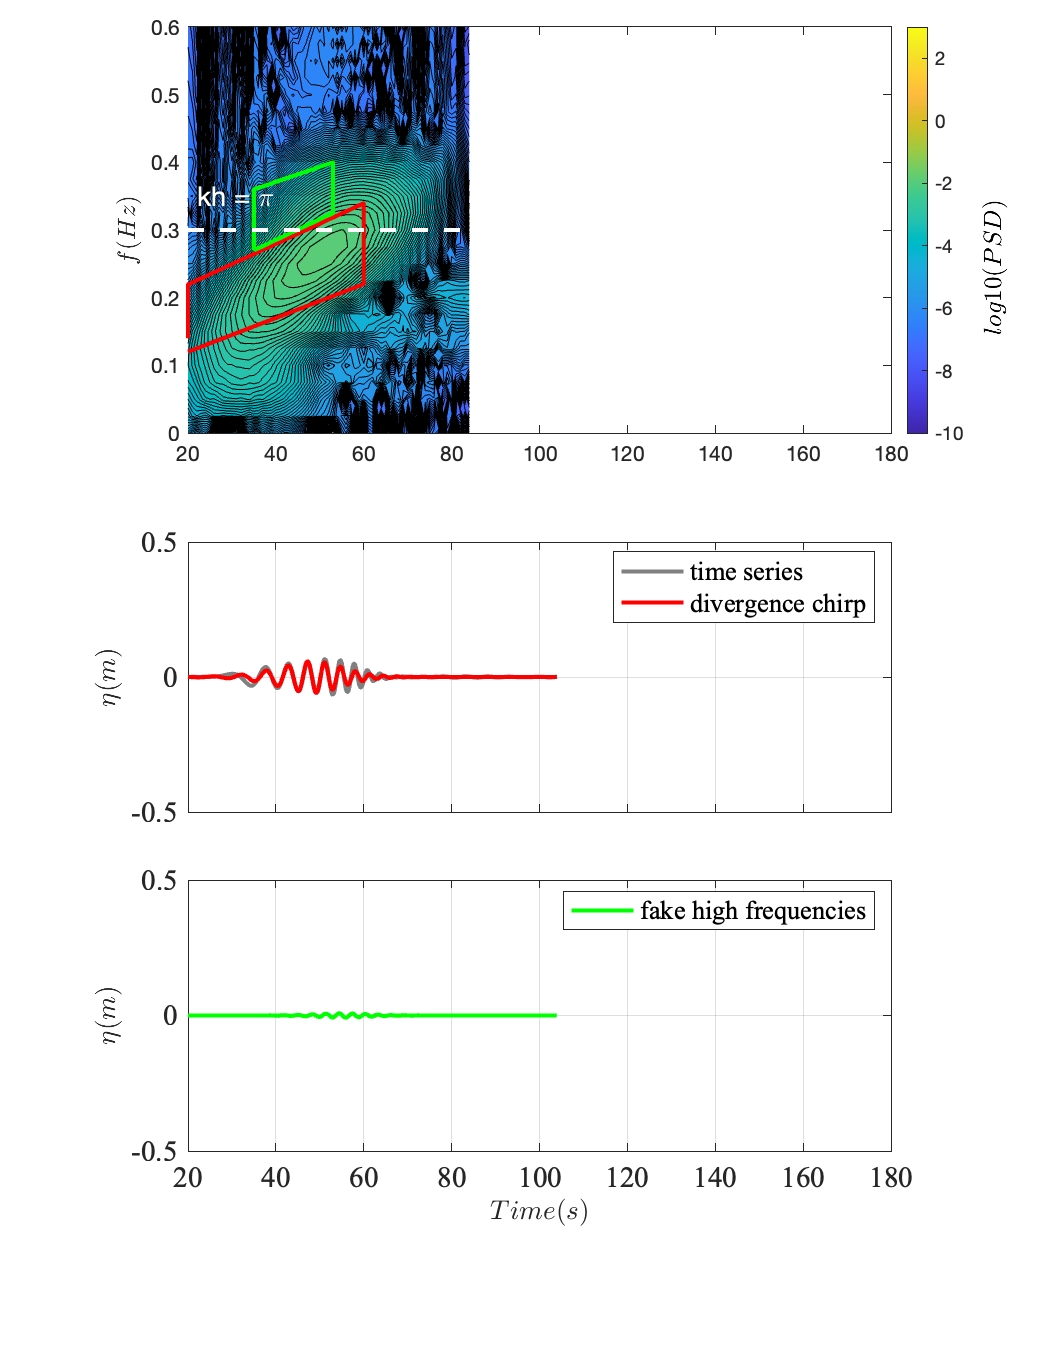 0.6
0.5
0.4
0.3
0.2
0.1
0
f(Hz)
kh = π
20 40 60 80 100 120 140 160 180
2
0
-2
-4
-6
-8
-10
log10(PSD)
0.5
0
-0.5
η(m)
time series
divergence chirp
0.5
0
-0.5
η(m)
fake high frequencies
20 40 60 80 100 120 140 160 180
Time(s)